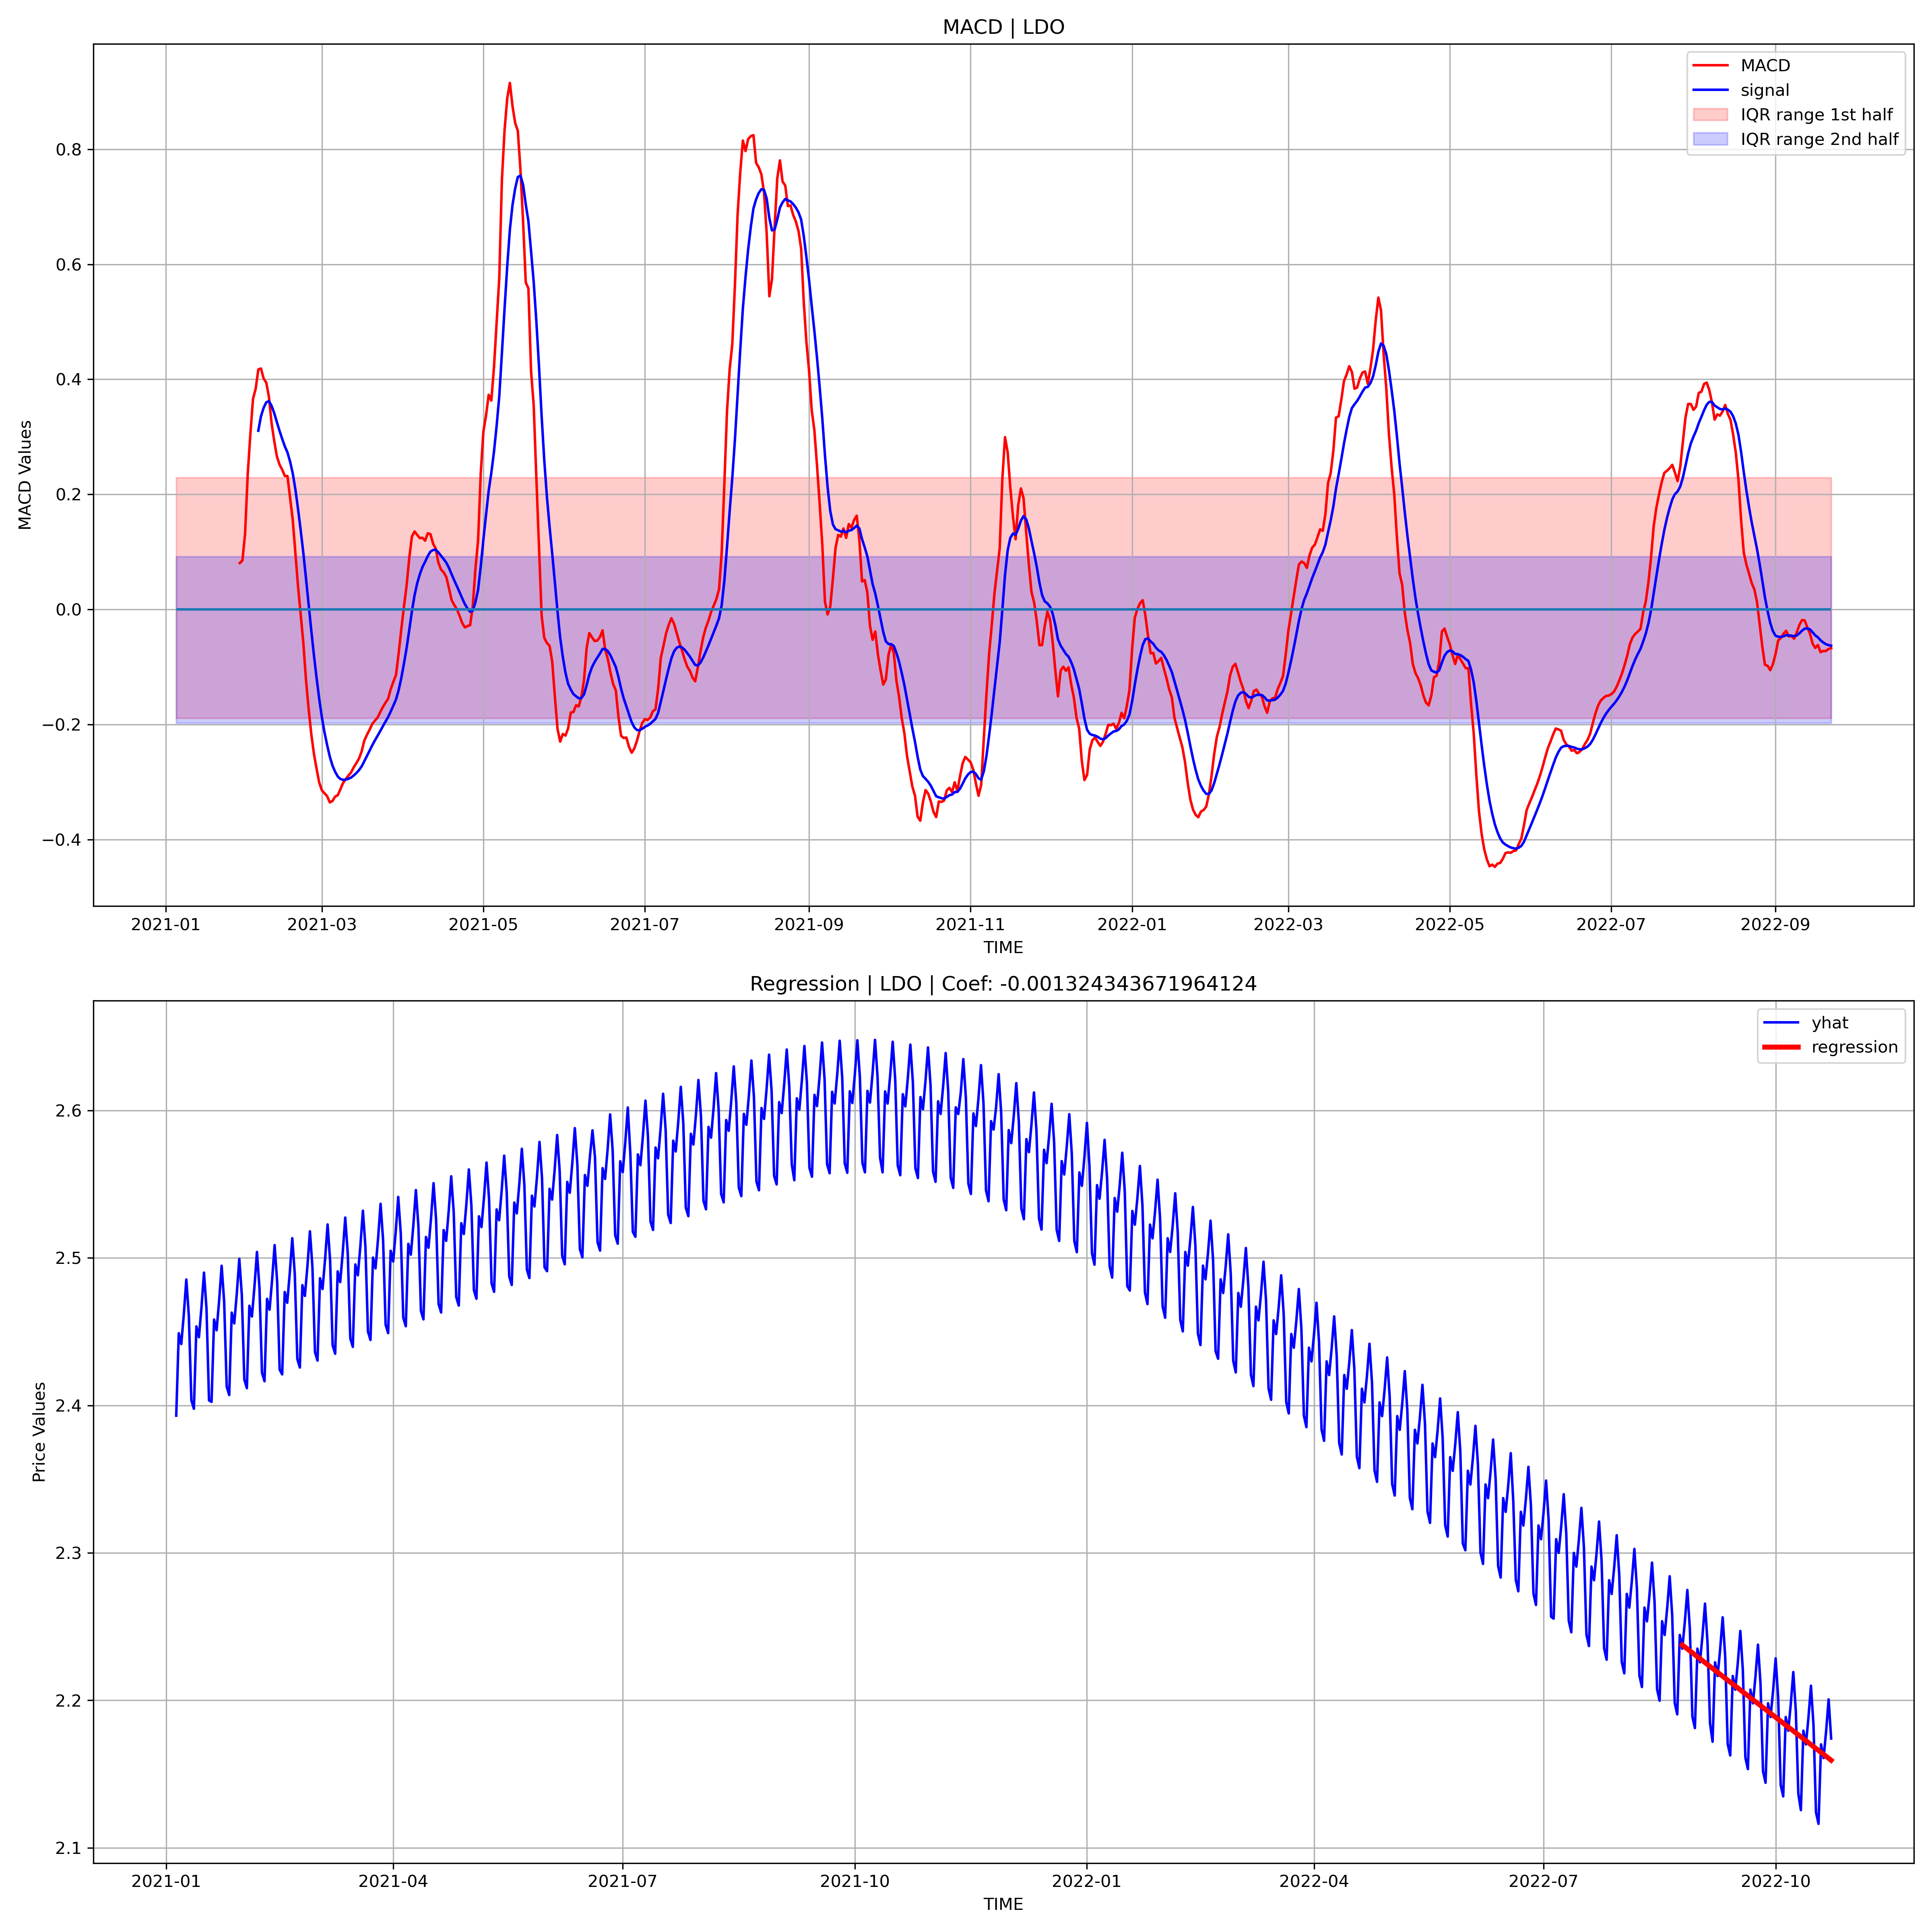 MACD | LDO
MACD
signal
IQR range 1st half
IQR range 2nd half
MACD Values
0.8
0.6
0.4
0.2
0.0
−0.2
−0.4
2021-01 2021-03 2021-05 2021-07 2021-09 2021-11 2022-01 2022-03 2022-05 2022-07 2022-09
TIME
Regression | LDO | Coef: -0.001324343671964124
yhat
regression
Price Values
2.6
2.5
2.4
2.3
2.2
2.1
2021-01 2021-04 2021-07 2021-10 2022-01 2022-04 2022-07 2022-10
TIME